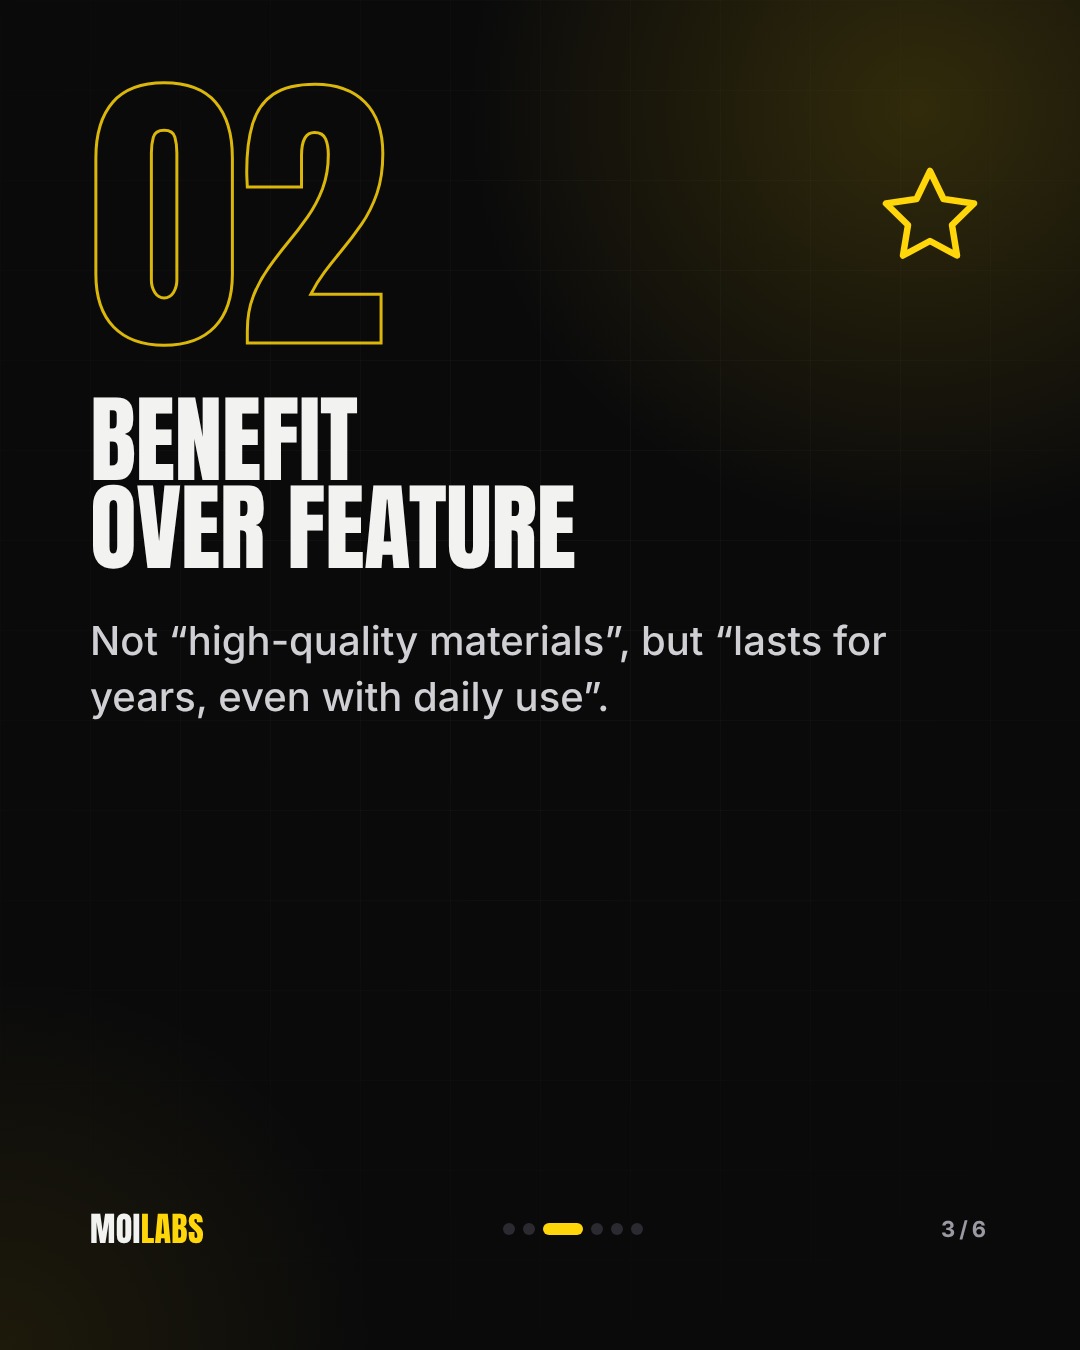 02
BENEFIT
OVER FEATURE
Not “high-quality materials”, but “lasts for
years, even with daily use”.
MOILABS
3 / 6